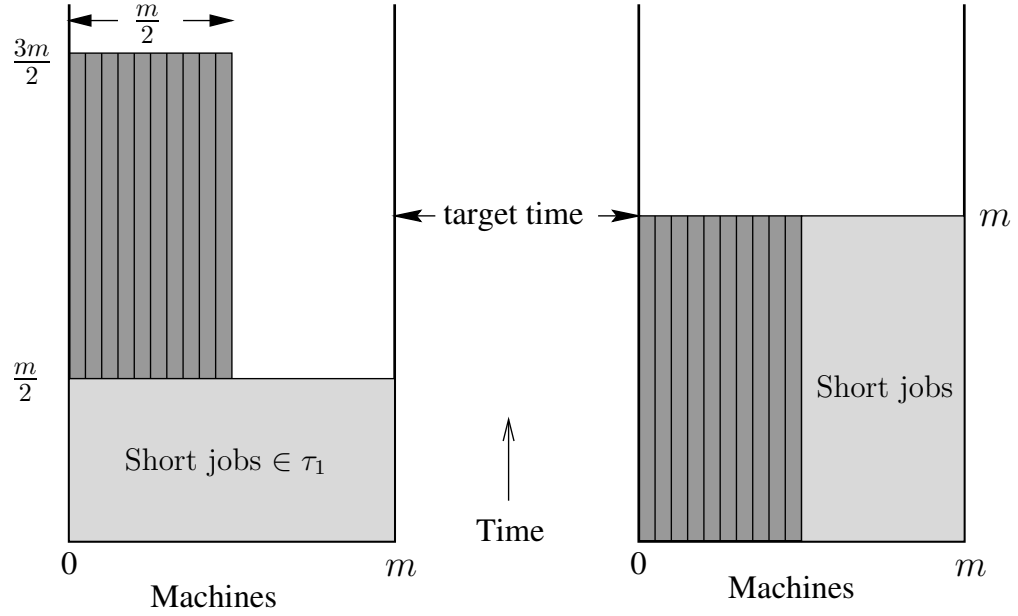 m/2
3m/2
target time
m
m/2
Short jobs ∈ τ₁
Short jobs
Time
0
m
Machines
0
m
Machines